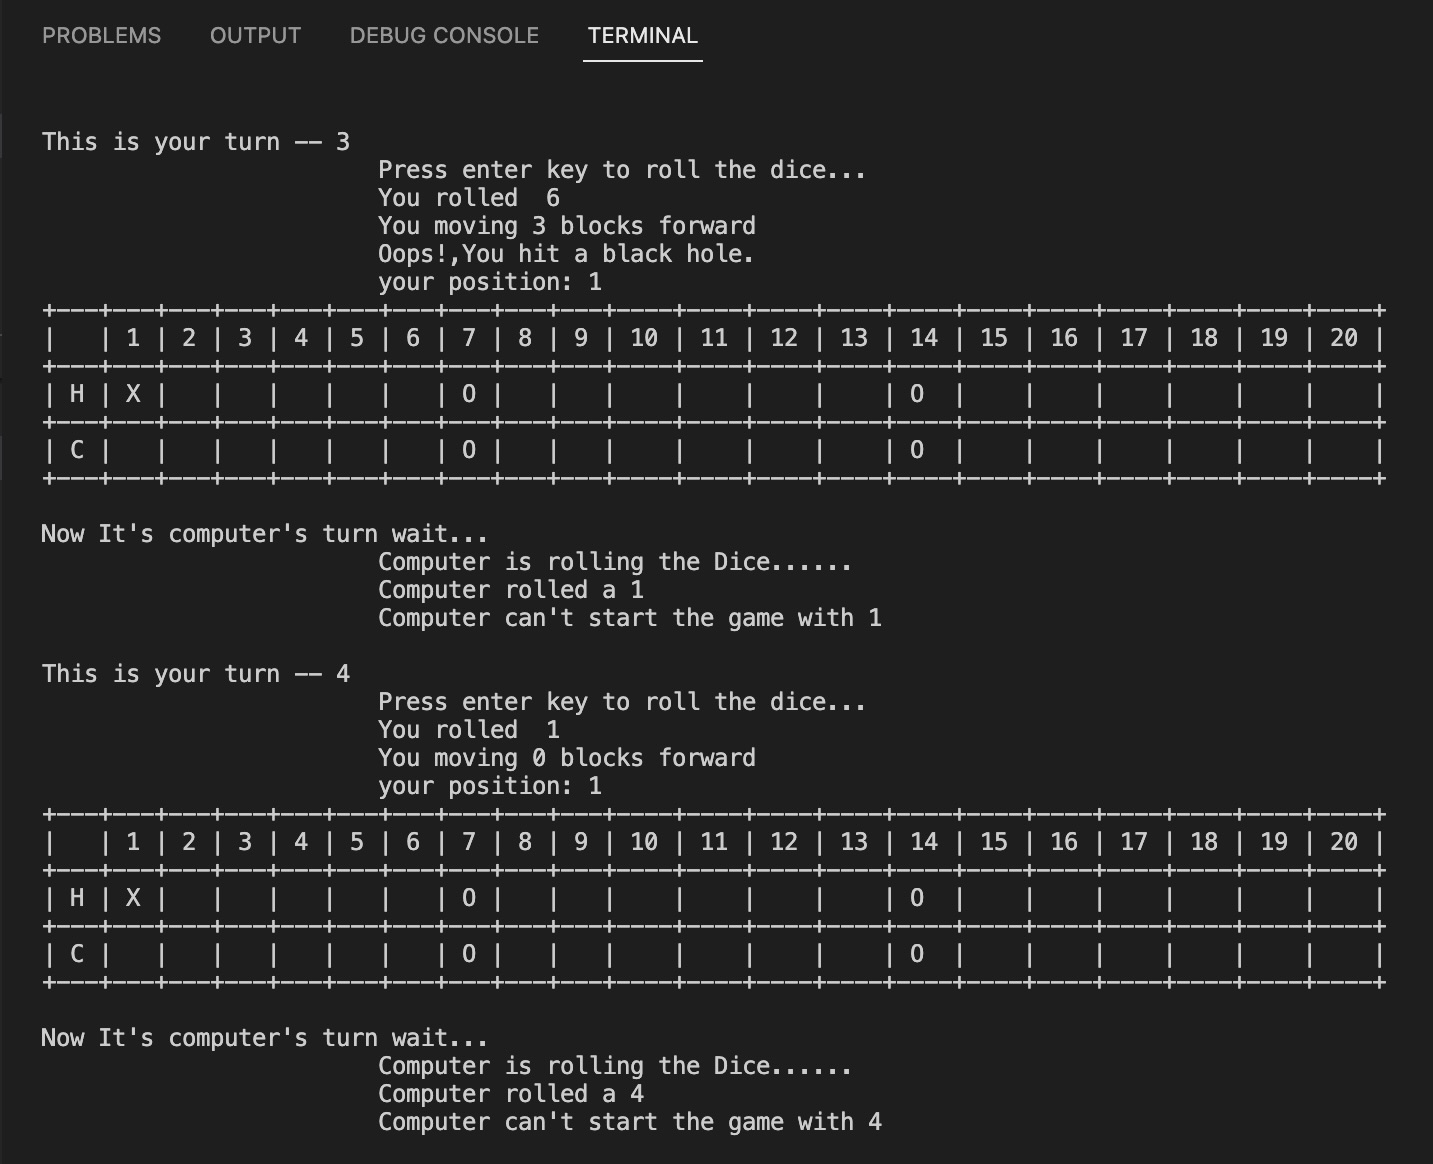 PROBLEMS OUTPUT DEBUG CONSOLE TERMINAL
This is your turn -- 3
Press enter key to roll the dice...
You rolled  6
You moving 3 blocks forward
Oops!,You hit a black hole.
your position: 1
+---+---+---+---+---+---+---+---+---+---+----+----+----+----+----+----+----+----+----+----+----+
|   | 1 | 2 | 3 | 4 | 5 | 6 | 7 | 8 | 9 | 10 | 11 | 12 | 13 | 14 | 15 | 16 | 17 | 18 | 19 | 20 |
+---+---+---+---+---+---+---+---+---+---+----+----+----+----+----+----+----+----+----+----+----+
| H | X |   |   |   |   |   | O |   |   |    |    |    |    | O  |    |    |    |    |    |    |
+---+---+---+---+---+---+---+---+---+---+----+----+----+----+----+----+----+----+----+----+----+
| C |   |   |   |   |   |   | O |   |   |    |    |    |    | O  |    |    |    |    |    |    |
+---+---+---+---+---+---+---+---+---+---+----+----+----+----+----+----+----+----+----+----+----+
Now It's computer's turn wait...
Computer is rolling the Dice......
Computer rolled a 1
Computer can't start the game with 1
This is your turn -- 4
Press enter key to roll the dice...
You rolled  1
You moving 0 blocks forward
your position: 1
+---+---+---+---+---+---+---+---+---+---+----+----+----+----+----+----+----+----+----+----+----+
|   | 1 | 2 | 3 | 4 | 5 | 6 | 7 | 8 | 9 | 10 | 11 | 12 | 13 | 14 | 15 | 16 | 17 | 18 | 19 | 20 |
+---+---+---+---+---+---+---+---+---+---+----+----+----+----+----+----+----+----+----+----+----+
| H | X |   |   |   |   |   | O |   |   |    |    |    |    | O  |    |    |    |    |    |    |
+---+---+---+---+---+---+---+---+---+---+----+----+----+----+----+----+----+----+----+----+----+
| C |   |   |   |   |   |   | O |   |   |    |    |    |    | O  |    |    |    |    |    |    |
+---+---+---+---+---+---+---+---+---+---+----+----+----+----+----+----+----+----+----+----+----+
Now It's computer's turn wait...
Computer is rolling the Dice......
Computer rolled a 4
Computer can't start the game with 4